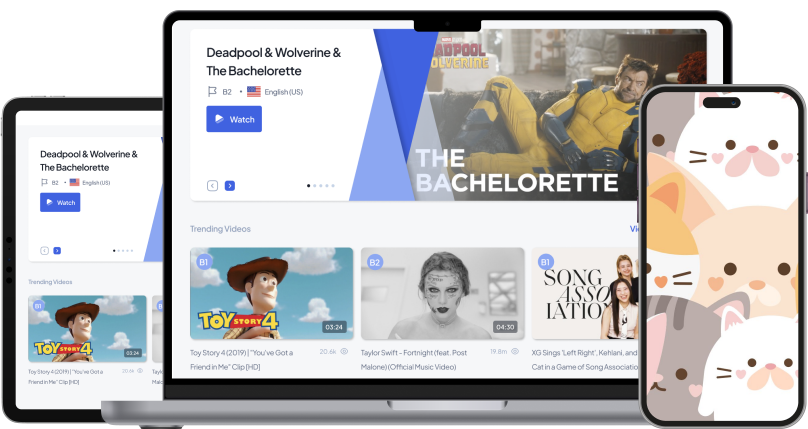 Deadpool & Wolverine &
The Bachelorette
B2 • English (US)
Watch
DEADPOOL
WOLVERINE
THE
BACHELORETTE
Trending Videos
B1
TOY STORY 4
03:24
Toy Story 4 (2019) | "You've Got a
Friend in Me" Clip [HD]
20.6k
B2
04:30
Taylor Swift - Fortnight (feat. Post
Malone) (Official Music Video)
19.8m
B1
SONG
ASSO
IATIO
XG Sings 'Left Right', Kehlani, and
Cat in a Game of Song Associatio
Deadpool & Wolverine &
The Bachelorette
B2 • English (US)
Watch
Trending Videos
B1
TOY STORY 4
03:24
Toy Story 4 (2019) | "You've Got a
Friend in Me" Clip [HD]
20.6k